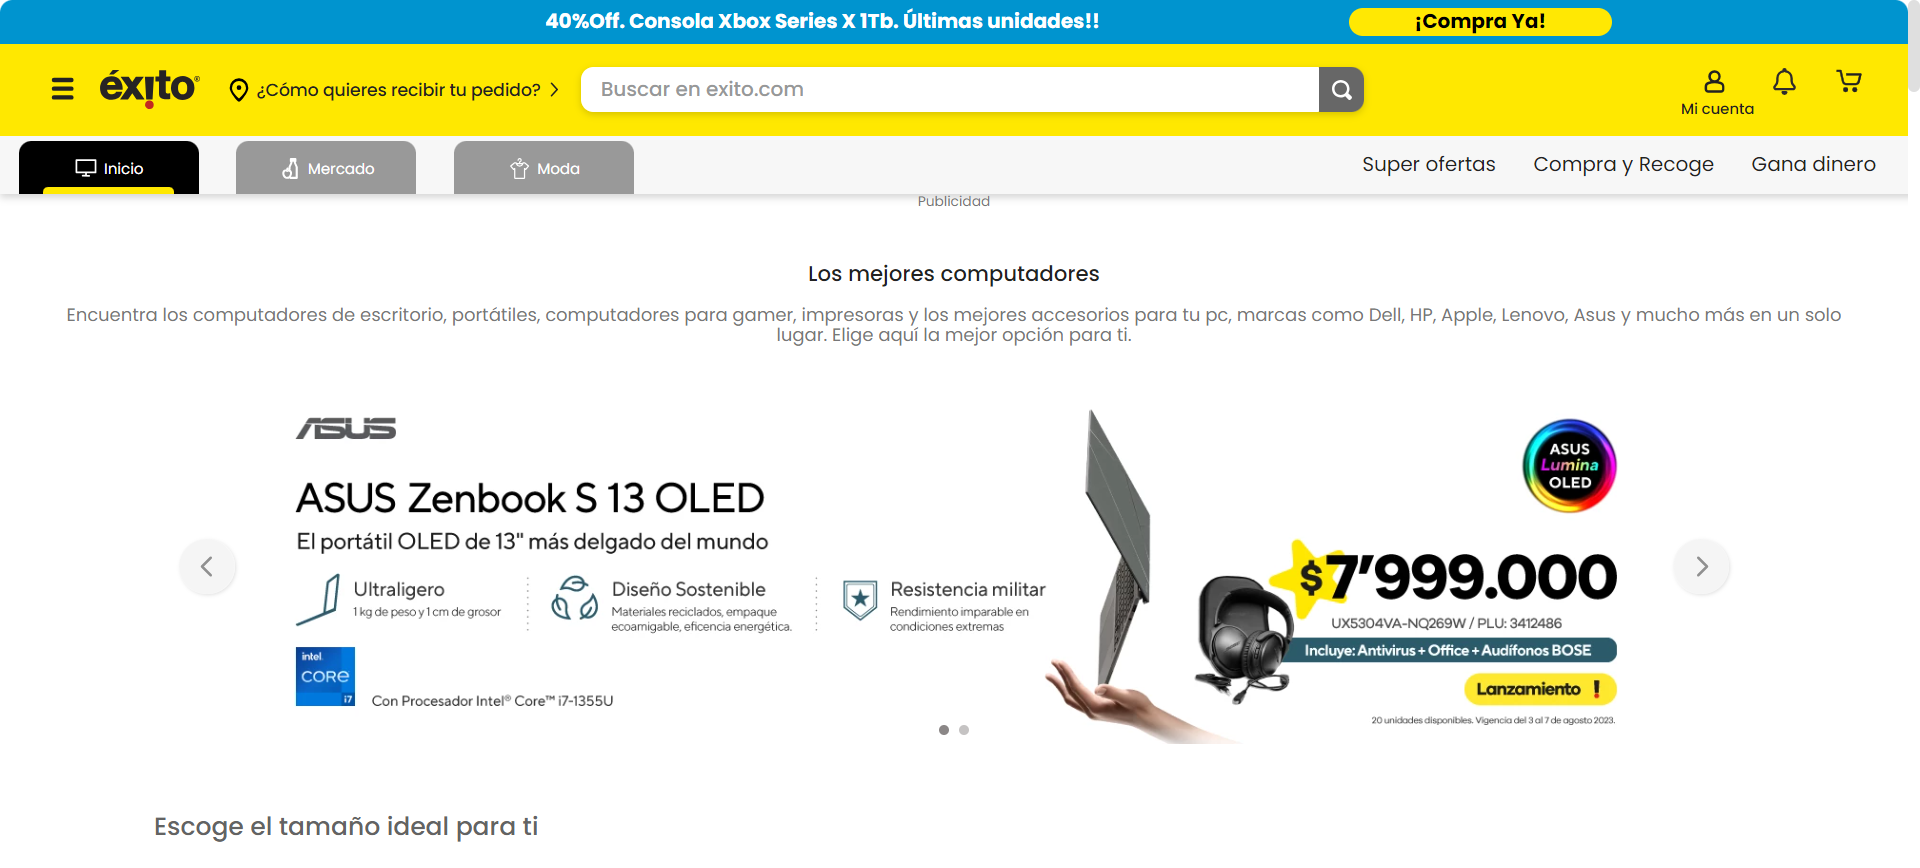 40%Off. Consola Xbox Series X 1Tb. Últimas unidades!!
¡Compra Ya!
éxito
¿Cómo quieres recibir tu pedido?
Buscar en exito.com
Mi cuenta
Inicio
Mercado
Moda
Super ofertas
Compra y Recoge
Gana dinero
Publicidad
Los mejores computadores
Encuentra los computadores de escritorio, portátiles, computadores para gamer, impresoras y los mejores accesorios para tu pc, marcas como Dell, HP, Apple, Lenovo, Asus y mucho más en un solo
lugar. Elige aquí la mejor opción para ti.
ASUS
ASUS Zenbook S 13 OLED
El portátil OLED de 13" más delgado del mundo
Ultraligero
1 kg de peso y 1 cm de grosor
Diseño Sostenible
Materiales reciclados, empaque
ecoamigable, eficencia energética.
Resistencia militar
Rendimiento imparable en
condiciones extremas
intel
CORE
i7
Con Procesador Intel® Core™ i7-1355U
ASUS
Lumina
OLED
$7'999.000
UX5304VA-NQ269W / PLU: 3412486
Incluye: Antivirus + Office + Audífonos BOSE
Lanzamiento !
20 unidades disponibles. Vigencia del 3 al 7 de agosto 2023.
Escoge el tamaño ideal para ti